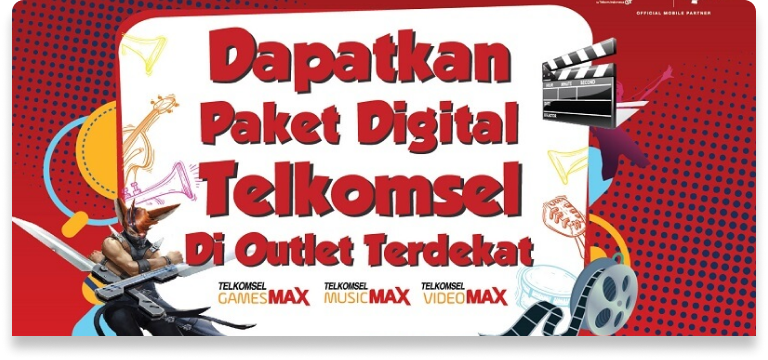 OFFICIAL MOBILE PARTNER
Dapatkan
Paket Digital
Telkomsel
Di Outlet Terdekat
TELKOMSEL GAMESMAX
TELKOMSEL MUSICMAX
TELKOMSEL VIDEOMAX